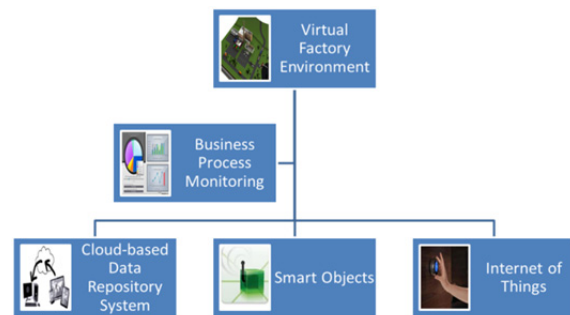 Virtual
Factory
Environment
Business
Process
Monitoring
Cloud-based
Data
Repository
System
Smart Objects
Internet of
Things